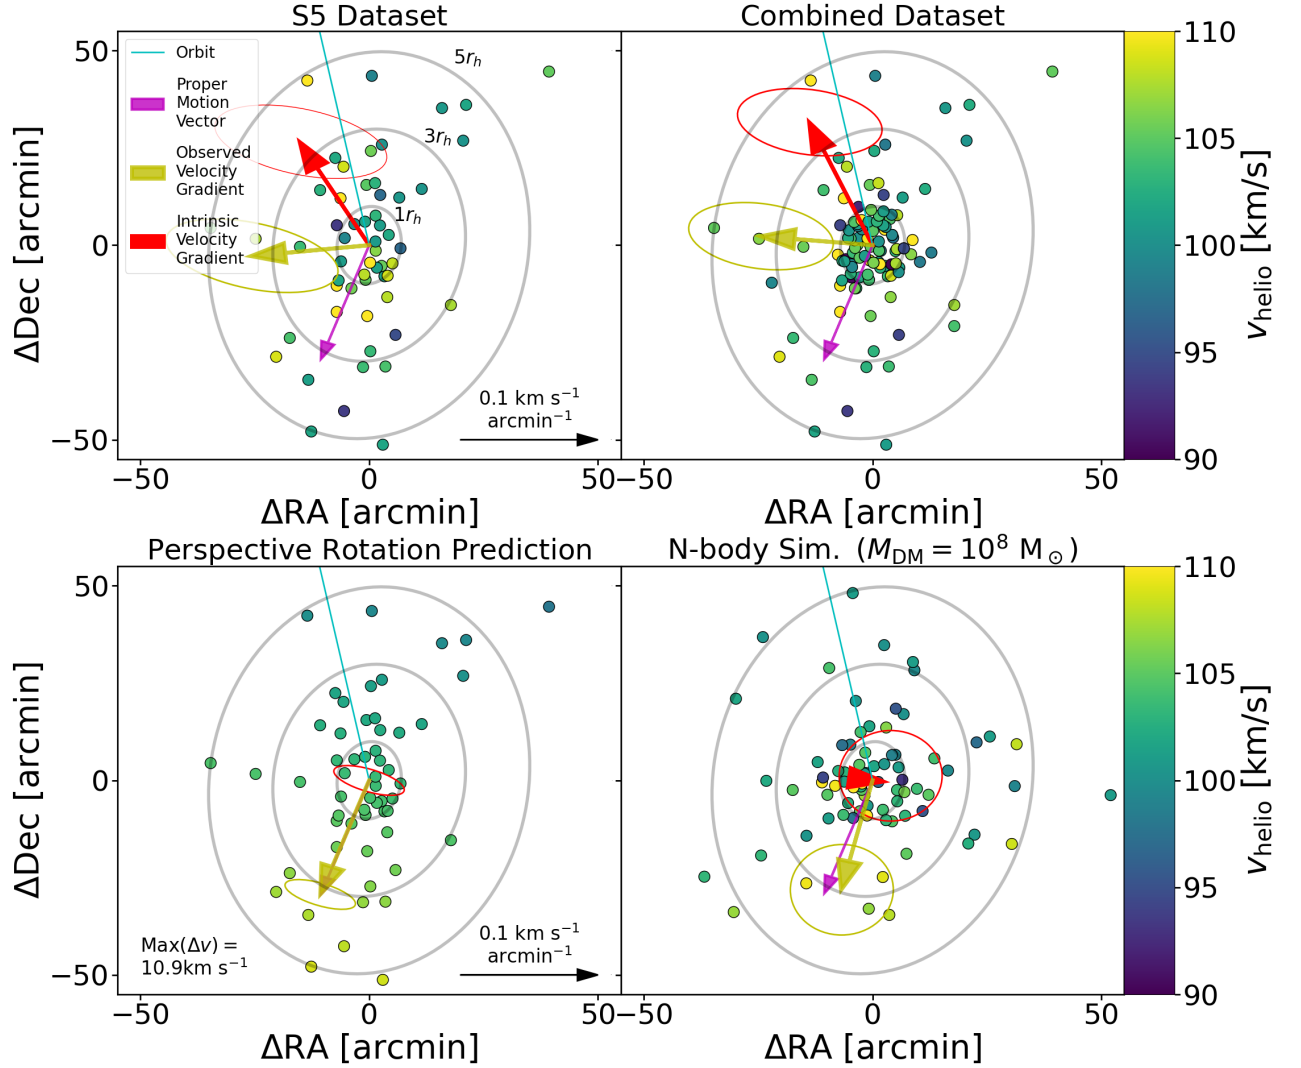 S5 Dataset
Combined Dataset
Orbit
Proper
Motion
Vector
Observed
Velocity
Gradient
Intrinsic
Velocity
Gradient
5r_h
3r_h
1r_h
0.1 km s⁻¹
arcmin⁻¹
50
0
−50
ΔDec [arcmin]
−50
0
50
−50
0
50
ΔRA [arcmin]
ΔRA [arcmin]
110
105
100
95
90
v_helio [km/s]
Perspective Rotation Prediction
N-body Sim. (M_DM = 10⁸ M_⊙)
50
0
−50
ΔDec [arcmin]
Max(Δv) =
10.9km s⁻¹
0.1 km s⁻¹
arcmin⁻¹
−50
0
50
−50
0
50
ΔRA [arcmin]
ΔRA [arcmin]
110
105
100
95
90
v_helio [km/s]